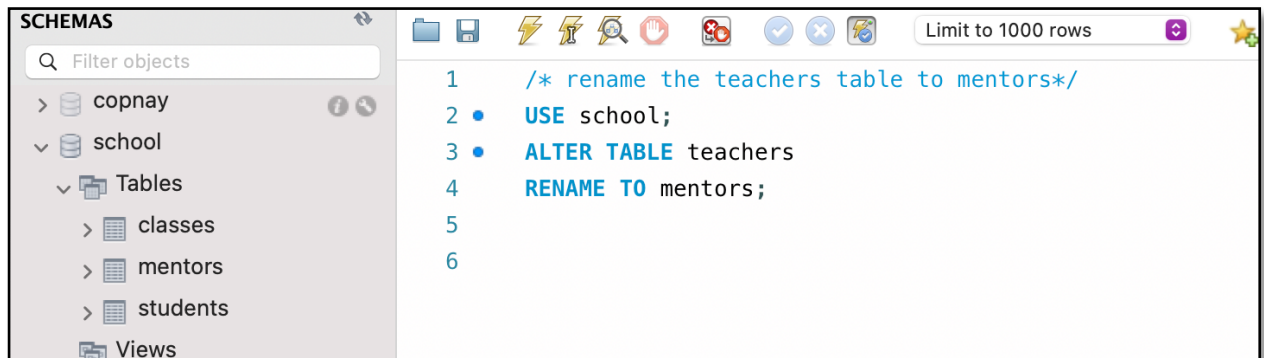 SCHEMAS
Filter objects
copnay
school
Tables
classes
mentors
students
Views
Limit to 1000 rows
1 /* rename the teachers table to mentors*/
2 USE school;
3 ALTER TABLE teachers
4 RENAME TO mentors;
5
6